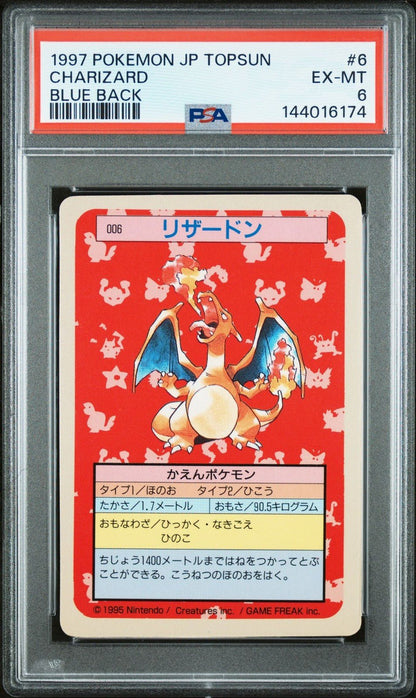 1997 POKEMON JP TOPSUN #6
CHARIZARD EX-MT
BLUE BACK 6
PSA 144016174
006 リザードン
かえんポケモン
タイプ1/ほのお タイプ2/ひこう
たかさ/1.7メートル おもさ/90.5キログラム
おもなわざ/ひっかく・なきごえ
ひのこ
ちじょう1400メートルまではねをつかってとぶ
ことができる。こうねつのほのおをはく。
©1995 Nintendo / Creatures inc. / GAME FREAK inc.